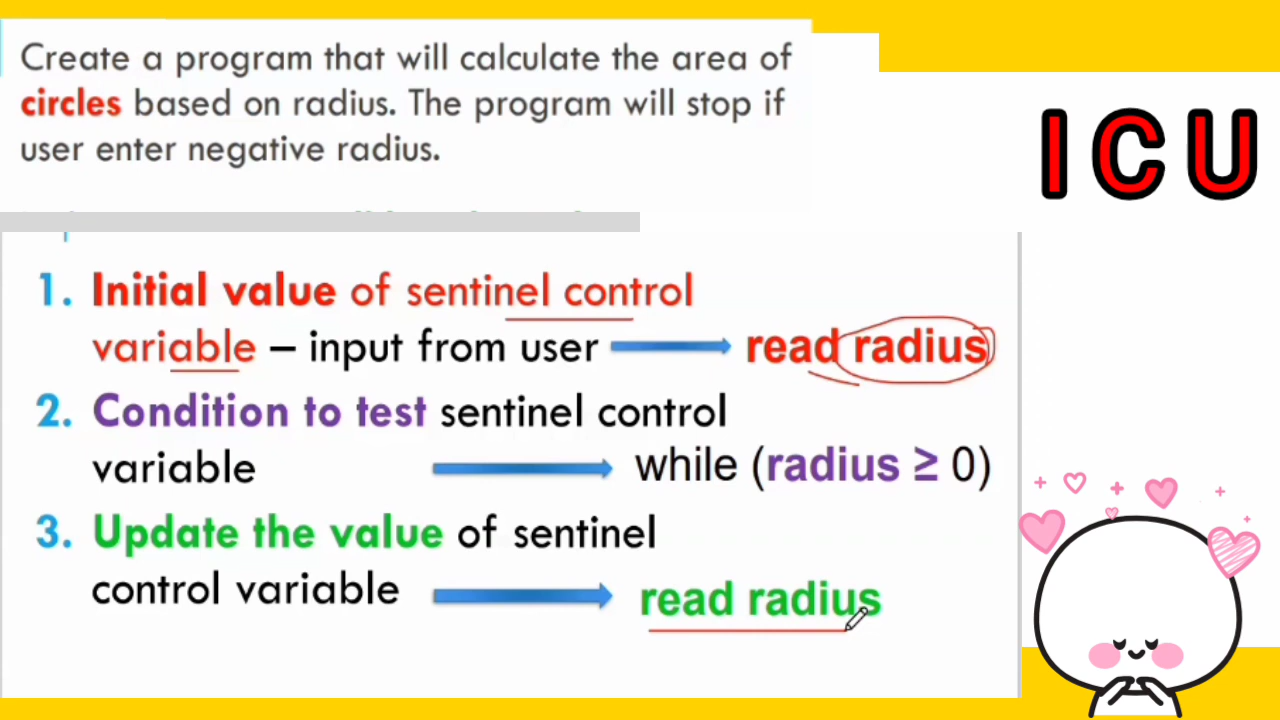 Create a program that will calculate the area of
circles based on radius. The program will stop if
user enter negative radius.
I C U
1. Initial value of sentinel control
variable – input from user read radius
2. Condition to test sentinel control
variable while (radius ≥ 0)
3. Update the value of sentinel
control variable read radius